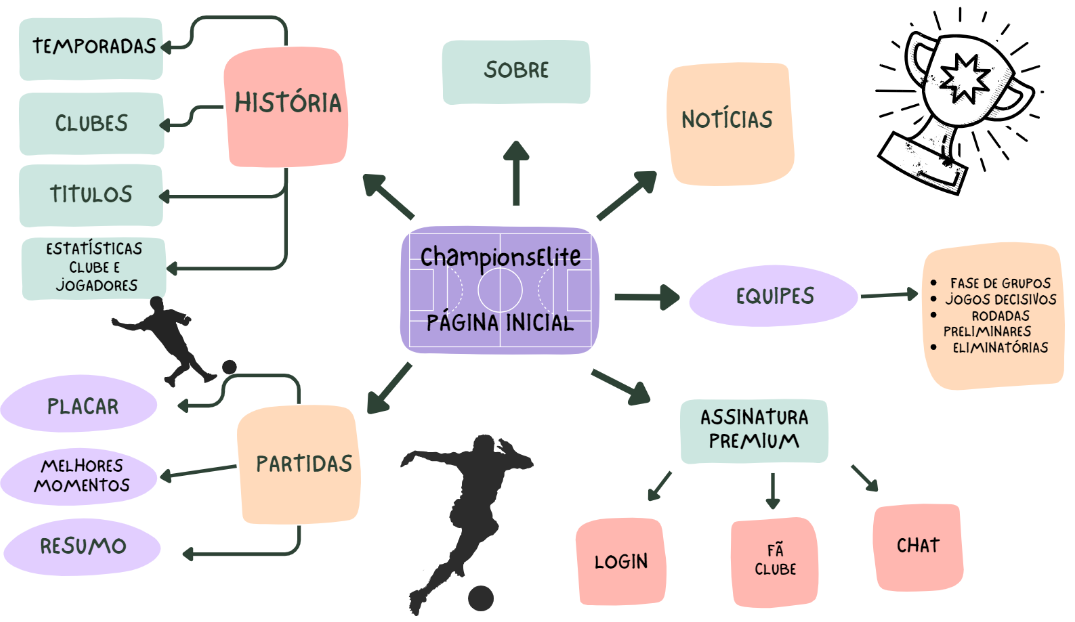 TEMPORADAS
CLUBES
TITULOS
ESTATÍSTICAS
CLUBE E
JOGADORES
HISTÓRIA
SOBRE
NOTÍCIAS
ChampionsElite
PÁGINA INICIAL
EQUIPES
• FASE DE GRUPOS
• JOGOS DECISIVOS
• RODADAS
PRELIMINARES
• ELIMINATÓRIAS
PLACAR
MELHORES
MOMENTOS
RESUMO
PARTIDAS
ASSINATURA
PREMIUM
LOGIN
FÃ
CLUBE
CHAT